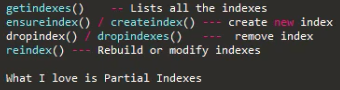 getindexes()    -- Lists all the indexes
ensureindex() / createindex() --- create new index
dropindex() / dropindexes()   ---  remove index
reindex() --- Rebuild or modify indexes
What I love is Partial Indexes